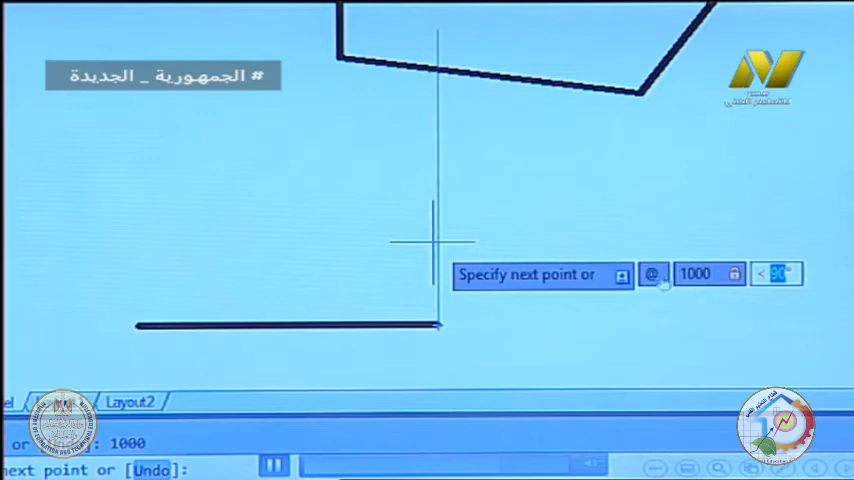 # الجمهورية _ الجديدة
Specify next point or
@
1000
< 90°
Layout2
or
: 1000
next point or [Undo]: